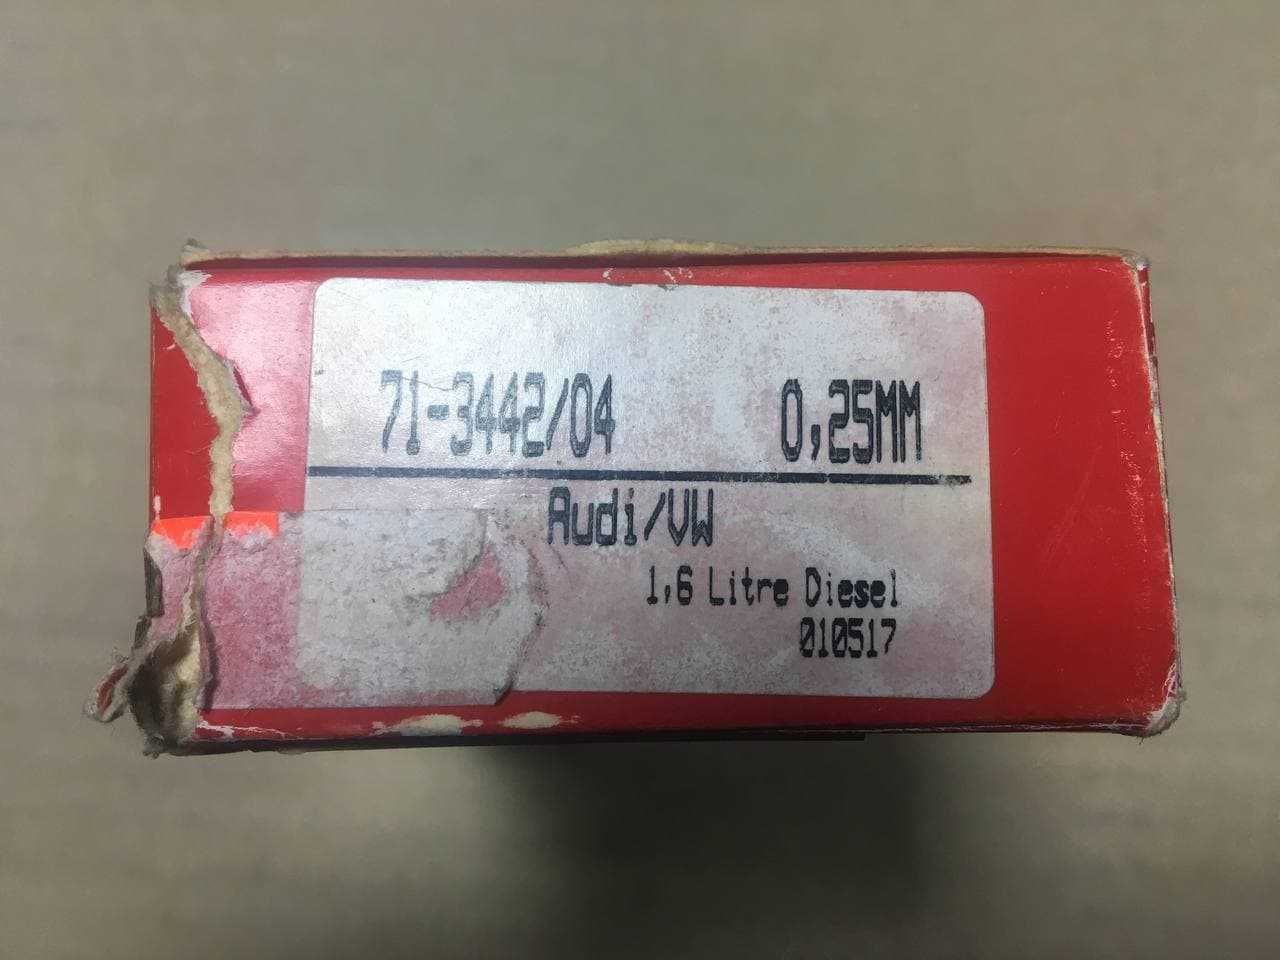 71-3442/04 0,25MM
Audi/VW
1,6 Litre Diesel
010517